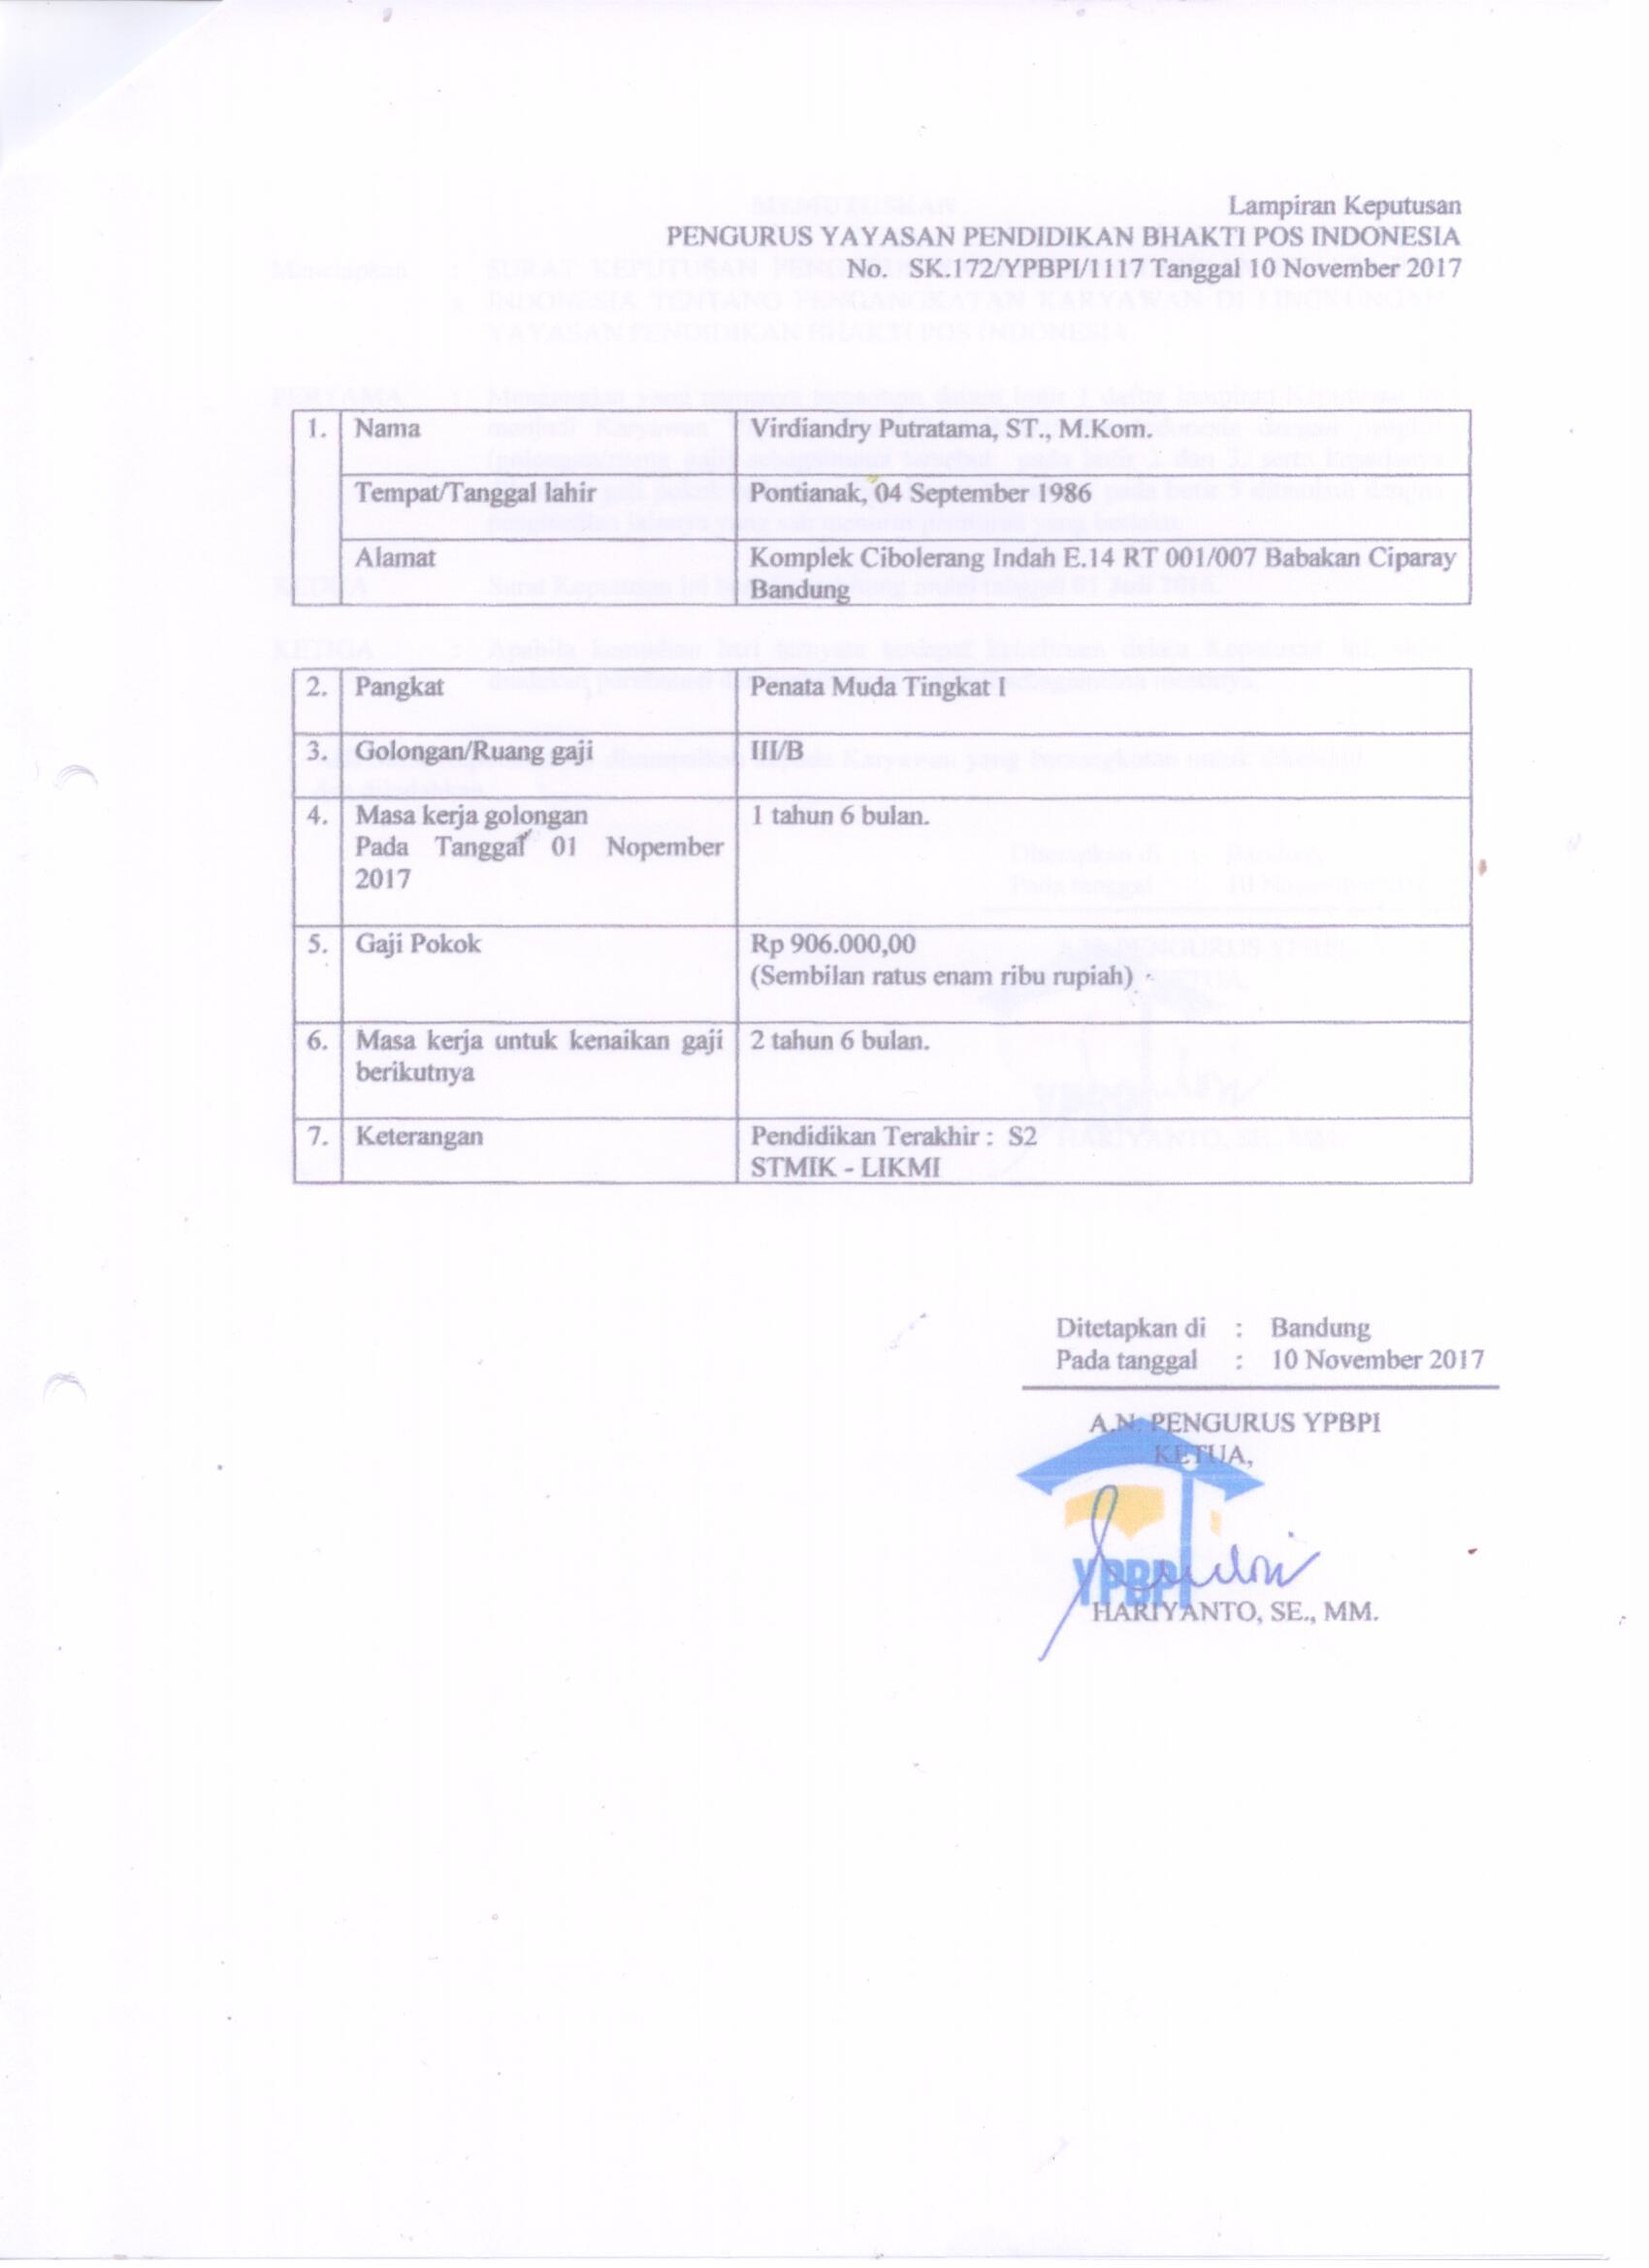 Lampiran Keputusan
PENGURUS YAYASAN PENDIDIKAN BHAKTI POS INDONESIA
No. SK.172/YPBPI/1117 Tanggal 10 November 2017
1. Nama Virdiandry Putratama, ST., M.Kom.
Tempat/Tanggal lahir Pontianak, 04 September 1986
Alamat Komplek Cibolerang Indah E.14 RT 001/007 Babakan Ciparay
Bandung
2. Pangkat Penata Muda Tingkat I
3. Golongan/Ruang gaji III/B
4. Masa kerja golongan 1 tahun 6 bulan.
Pada Tanggal 01 Nopember
2017
5. Gaji Pokok Rp 906.000,00
(Sembilan ratus enam ribu rupiah)
6. Masa kerja untuk kenaikan gaji 2 tahun 6 bulan.
berikutnya
7. Keterangan Pendidikan Terakhir : S2
STMIK - LIKMI
Ditetapkan di : Bandung
Pada tanggal : 10 November 2017
A.N. PENGURUS YPBPI
KETUA,
YPBPI
HARIYANTO, SE., MM.